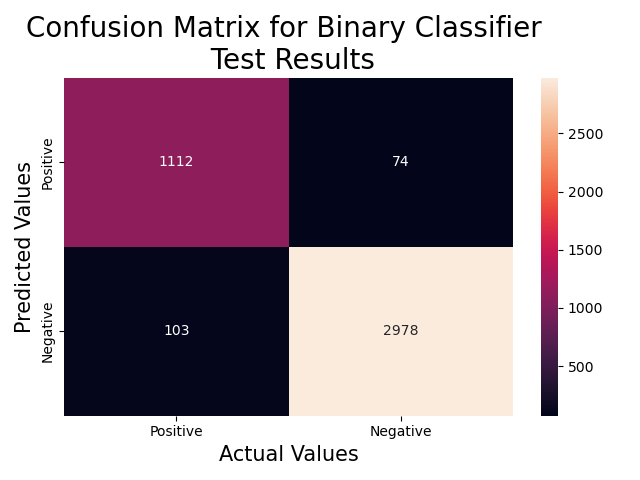 Confusion Matrix for Binary Classifier
Test Results
Predicted Values
Positive
1112
74
Negative
103
2978
Positive
Negative
Actual Values
2500
2000
1500
1000
500